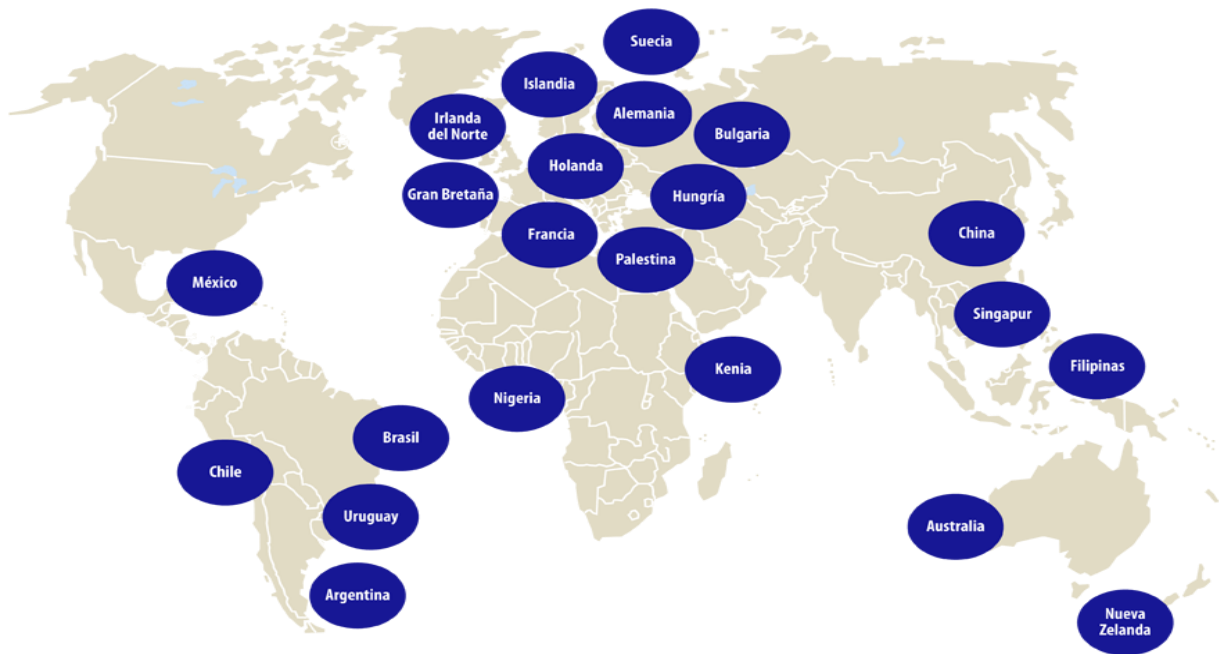 Suecia
Islandia
Alemania
Irlanda
del Norte
Bulgaria
Holanda
Gran Bretaña
Hungría
Francia
China
Palestina
México
Singapur
Kenia
Filipinas
Nigeria
Brasil
Chile
Uruguay
Australia
Argentina
Nueva
Zelanda